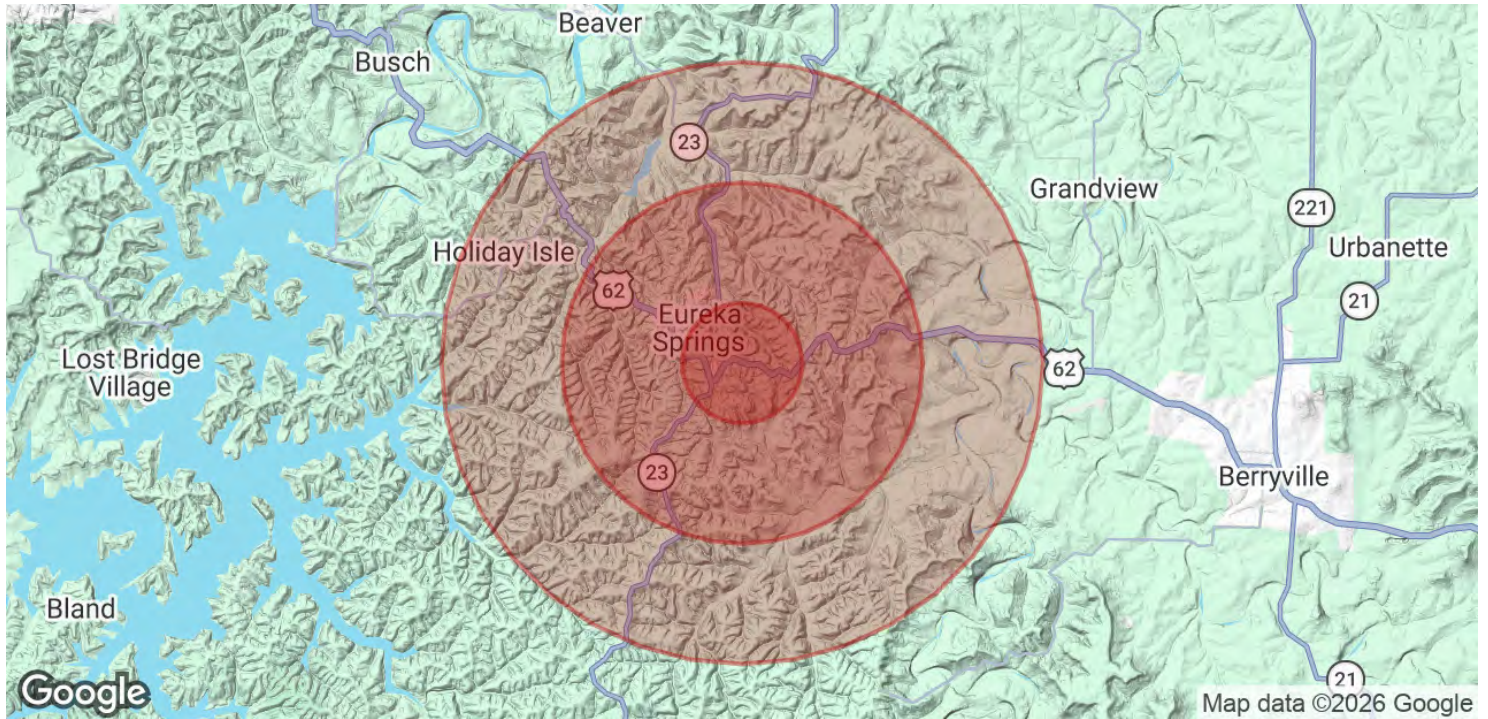 Beaver
Busch
23
Grandview
221
Holiday Isle
Urbanette
62
21
Eureka
Springs
Lost Bridge
Village
62
23
Berryville
Bland
21
Google
Map data ©2026 Google